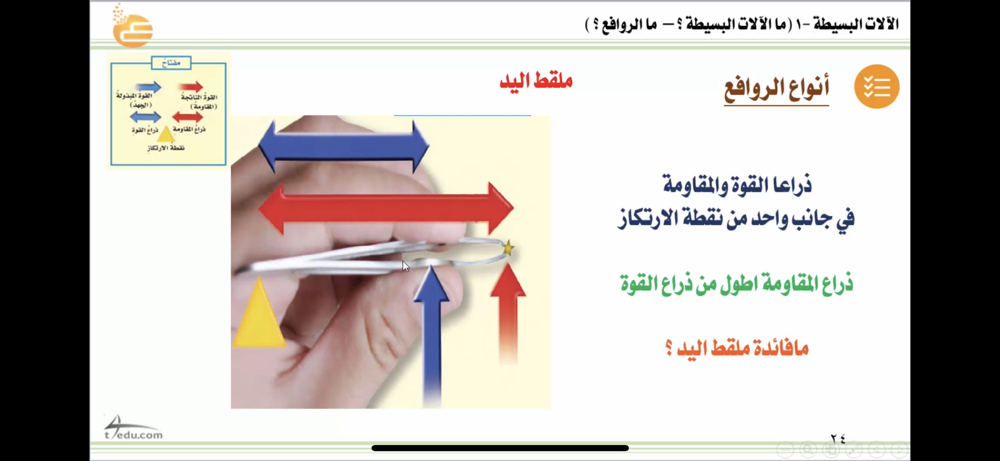 الآلات البسيطة -١ (ما الآلات البسيطة ؟ – ما الروافع ؟ )
أنواع الروافع
ملقط اليد
مفتاح
القوةُ الناتجةُ
(المقاومةُ)
القوةُ المبذولةُ
(الجهدُ)
ذراعُ المقاومةِ
ذراعُ القوةِ
نقطةُ الارتكازِ
ذراعا القوة والمقاومة
في جانب واحد من نقطة الارتكاز
ذراع المقاومة اطول من ذراع القوة
مافائدة ملقط اليد ؟
t4edu.com
٢٤